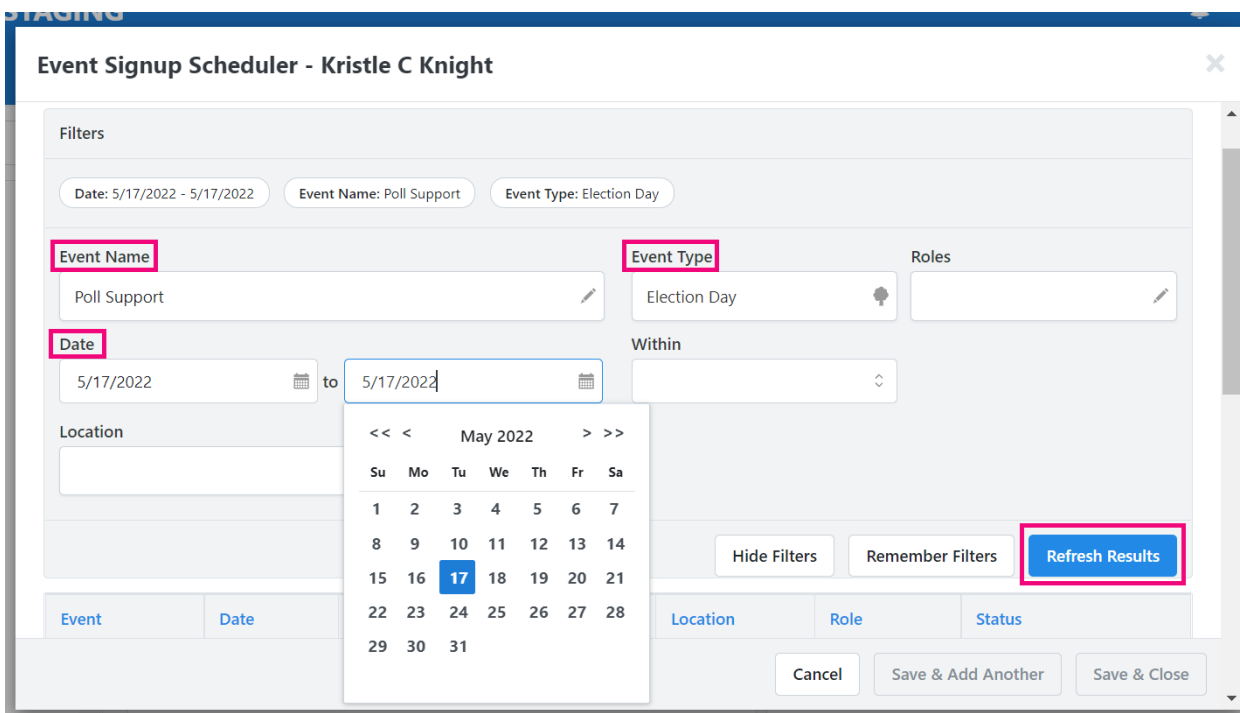 STAGING
Event Signup Scheduler - Kristle C Knight
Filters
Date: 5/17/2022 - 5/17/2022 Event Name: Poll Support Event Type: Election Day
Event Name Event Type Roles
Poll Support Election Day
Date Within
5/17/2022 to 5/17/2022
Location
<< < May 2022 > >>
Su Mo Tu We Th Fr Sa
1 2 3 4 5 6 7
8 9 10 11 12 13 14
15 16 17 18 19 20 21
22 23 24 25 26 27 28
29 30 31
Hide Filters Remember Filters Refresh Results
Event Date Location Role Status
Cancel Save & Add Another Save & Close